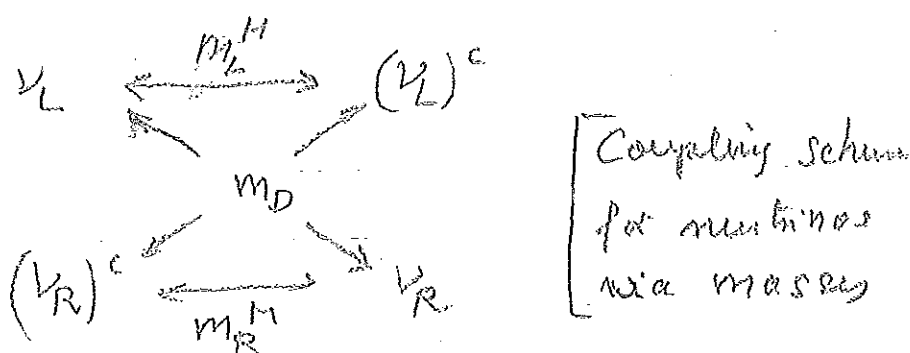 m_L^M
ν_L (ν_L)^c
m_D
(ν_R)^c ν_R
m_R^M
[Coupling scheme
for neutrinos
via masses